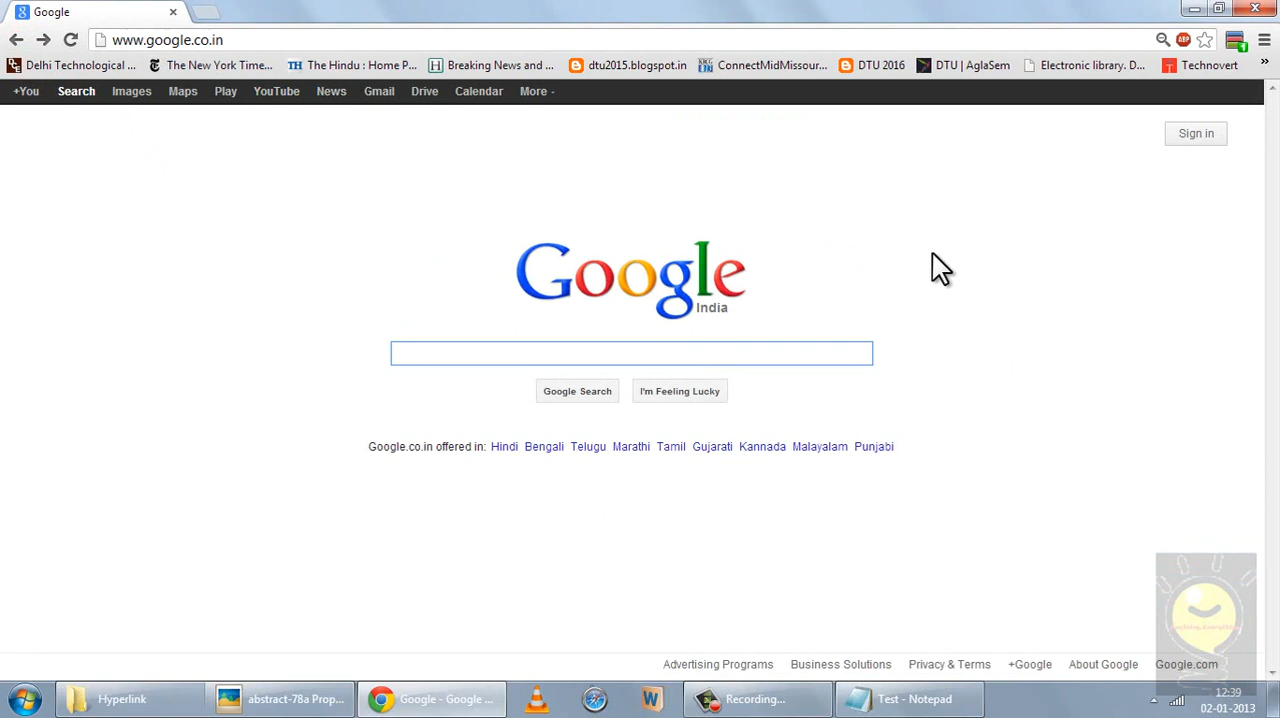 Google
www.google.co.in
ABP
Delhi Technological ... The New York Time... TH The Hindu : Home P... H Breaking News and ... dtu2015.blogspot.in ConnectMidMissour... DTU 2016 DTU | AglaSem Electronic library. D... T Technovert »
+You Search Images Maps Play YouTube News Gmail Drive Calendar More
Sign in
Google
India
Google Search I'm Feeling Lucky
Google.co.in offered in: Hindi Bengali Telugu Marathi Tamil Gujarati Kannada Malayalam Punjabi
Advertising Programs Business Solutions Privacy & Terms +Google About Google Google.com
Hyperlink abstract-78a Prop... Google - Google ... W Recording... Test - Notepad 12:39
02-01-2013